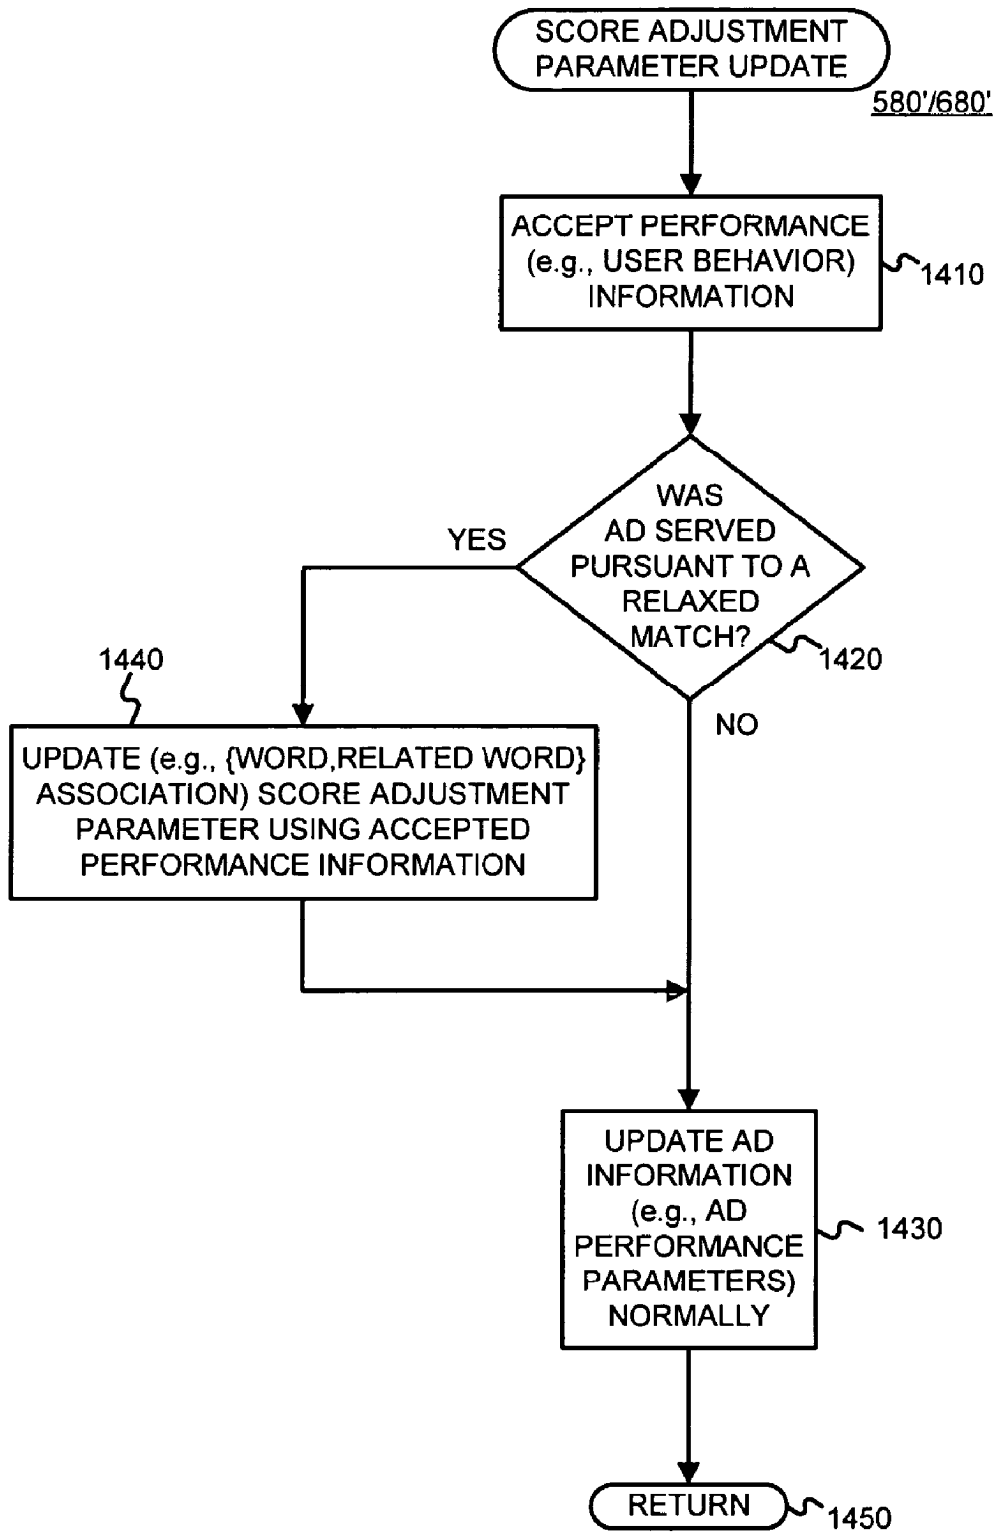 SCORE ADJUSTMENT
PARAMETER UPDATE
580'/680'
ACCEPT PERFORMANCE
(e.g., USER BEHAVIOR)
INFORMATION
1410
WAS
AD SERVED
PURSUANT TO A
RELAXED
MATCH?
YES
1420
NO
1440
UPDATE (e.g., {WORD,RELATED WORD}
ASSOCIATION) SCORE ADJUSTMENT
PARAMETER USING ACCEPTED
PERFORMANCE INFORMATION
UPDATE AD
INFORMATION
(e.g., AD
PERFORMANCE
PARAMETERS)
NORMALLY
1430
RETURN
1450